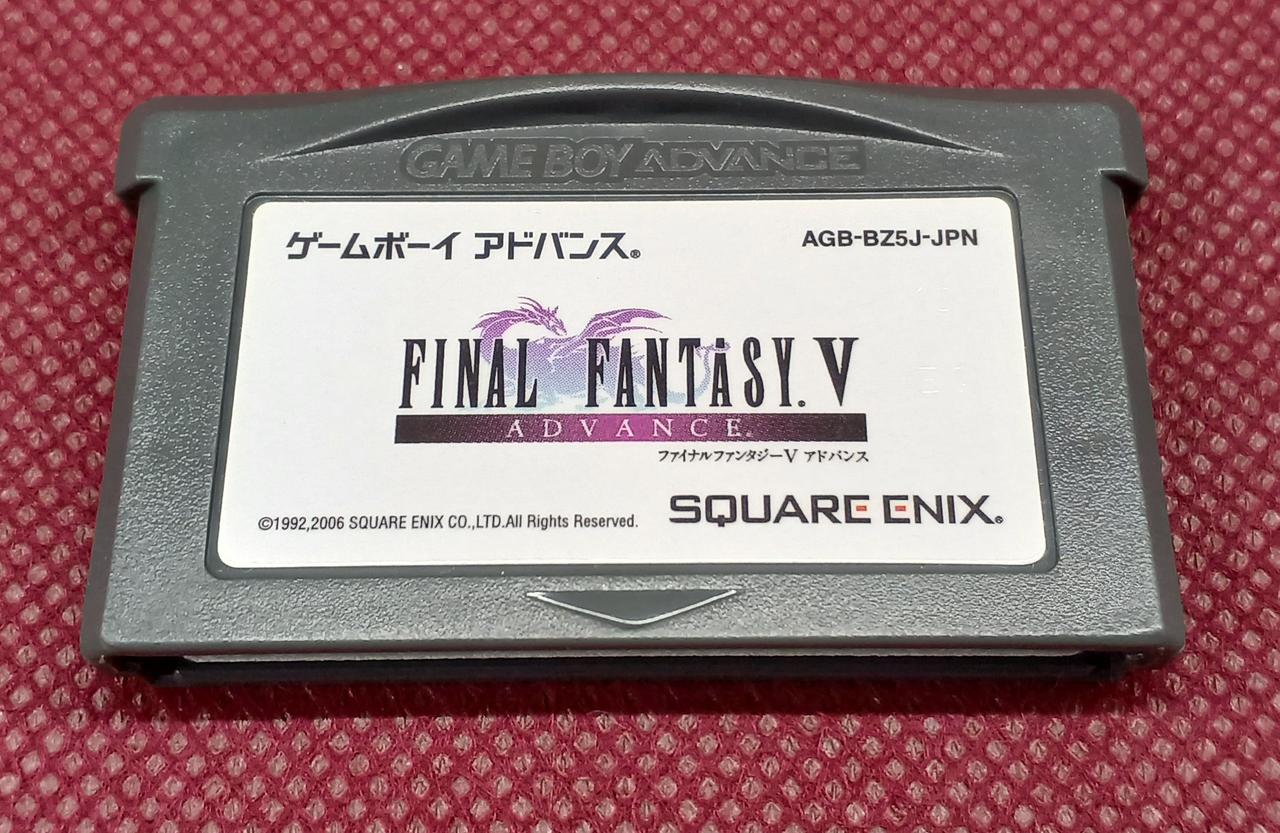 GAME BOY ADVANCE
ゲームボーイ アドバンス®
AGB-BZ5J-JPN
FINAL FANTASY. V
ADVANCE.
ファイナルファンタジーV アドバンス
©1992,2006 SQUARE ENIX CO.,LTD.All Rights Reserved.
SQUARE ENIX®